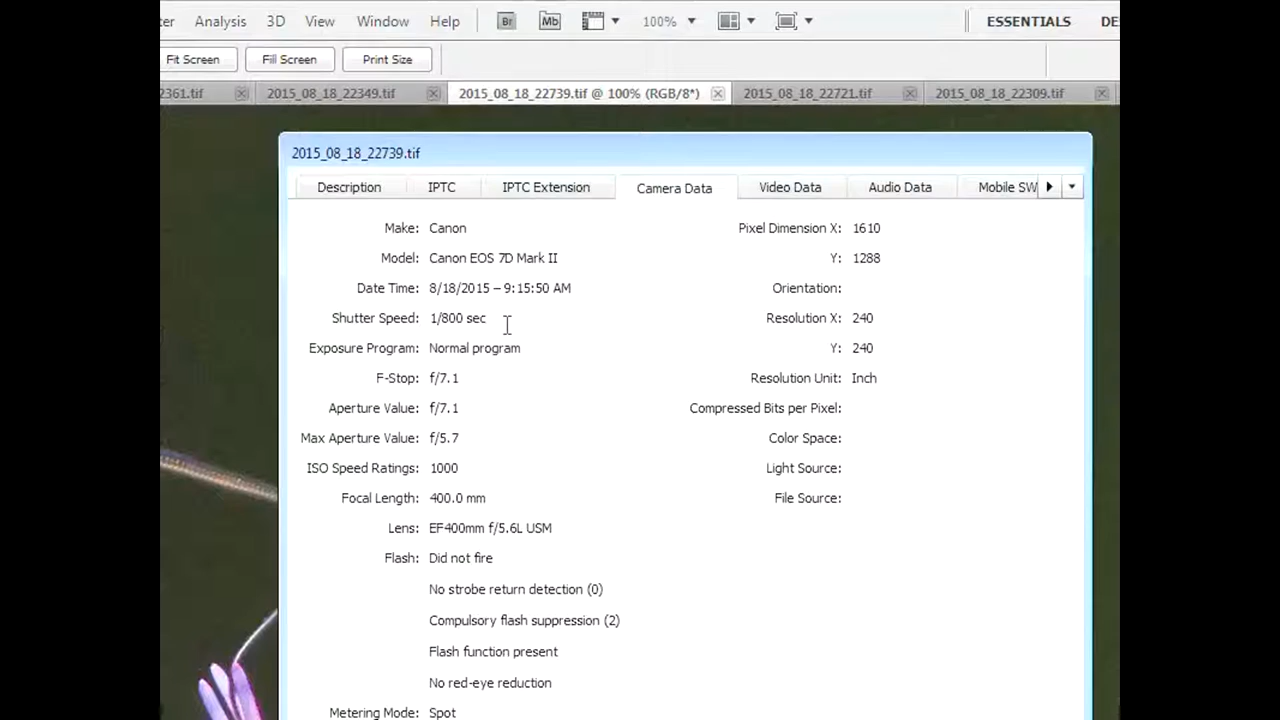 ter Analysis 3D View Window Help Br Mb 100% ESSENTIALS DE
Fit Screen Fill Screen Print Size
2361.tif 2015_08_18_22349.tif 2015_08_18_22739.tif @ 100% (RGB/8*) 2015_08_18_22721.tif 2015_08_18_22309.tif
2015_08_18_22739.tif
Description IPTC IPTC Extension Camera Data Video Data Audio Data Mobile SW
Make: Canon Pixel Dimension X: 1610
Model: Canon EOS 7D Mark II Y: 1288
Date Time: 8/18/2015 – 9:15:50 AM Orientation:
Shutter Speed: 1/800 sec Resolution X: 240
Exposure Program: Normal program Y: 240
F-Stop: f/7.1 Resolution Unit: Inch
Aperture Value: f/7.1 Compressed Bits per Pixel:
Max Aperture Value: f/5.7 Color Space:
ISO Speed Ratings: 1000 Light Source:
Focal Length: 400.0 mm File Source:
Lens: EF400mm f/5.6L USM
Flash: Did not fire
No strobe return detection (0)
Compulsory flash suppression (2)
Flash function present
No red-eye reduction
Metering Mode: Spot